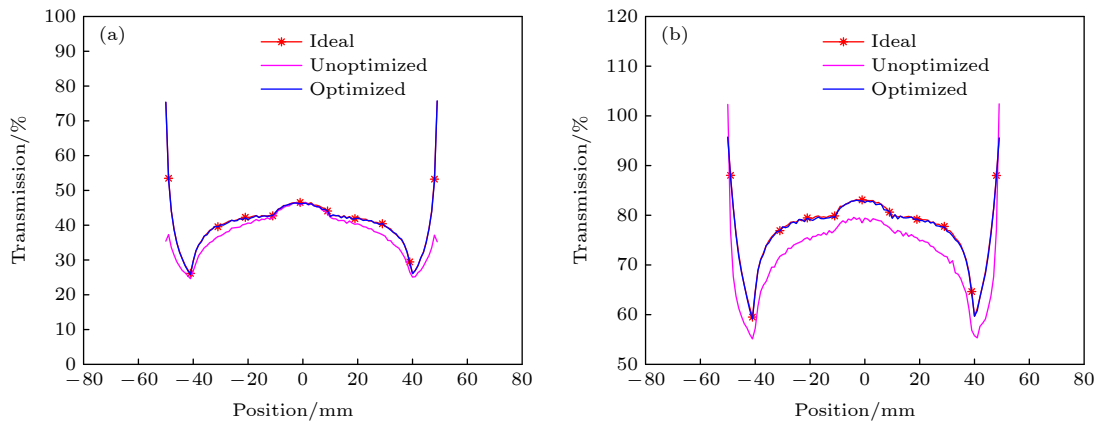 (a)
Ideal
Unoptimized
Optimized
Transmission/%
100
90
80
70
60
50
40
30
20
10
0
−80 −60 −40 −20 0 20 40 60 80
Position/mm
(b)
Ideal
Unoptimized
Optimized
Transmission/%
120
110
100
90
80
70
60
50
−80 −60 −40 −20 0 20 40 60 80
Position/mm